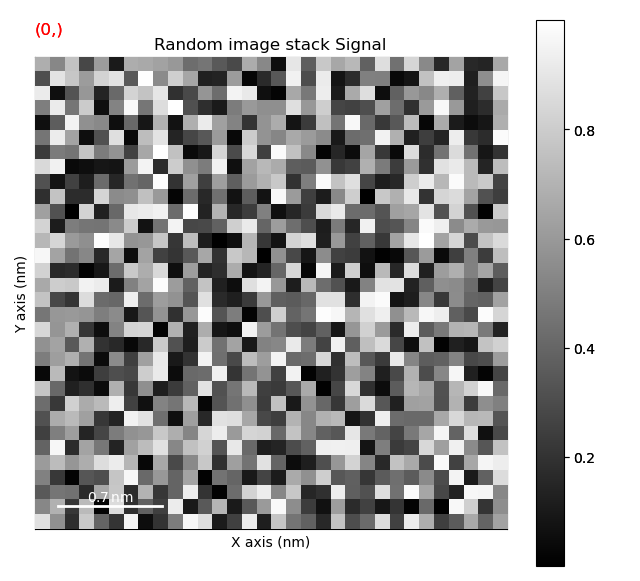 (0,)
Random image stack Signal
0.8
0.6
0.4
0.2
Y axis (nm)
0.7 nm
X axis (nm)